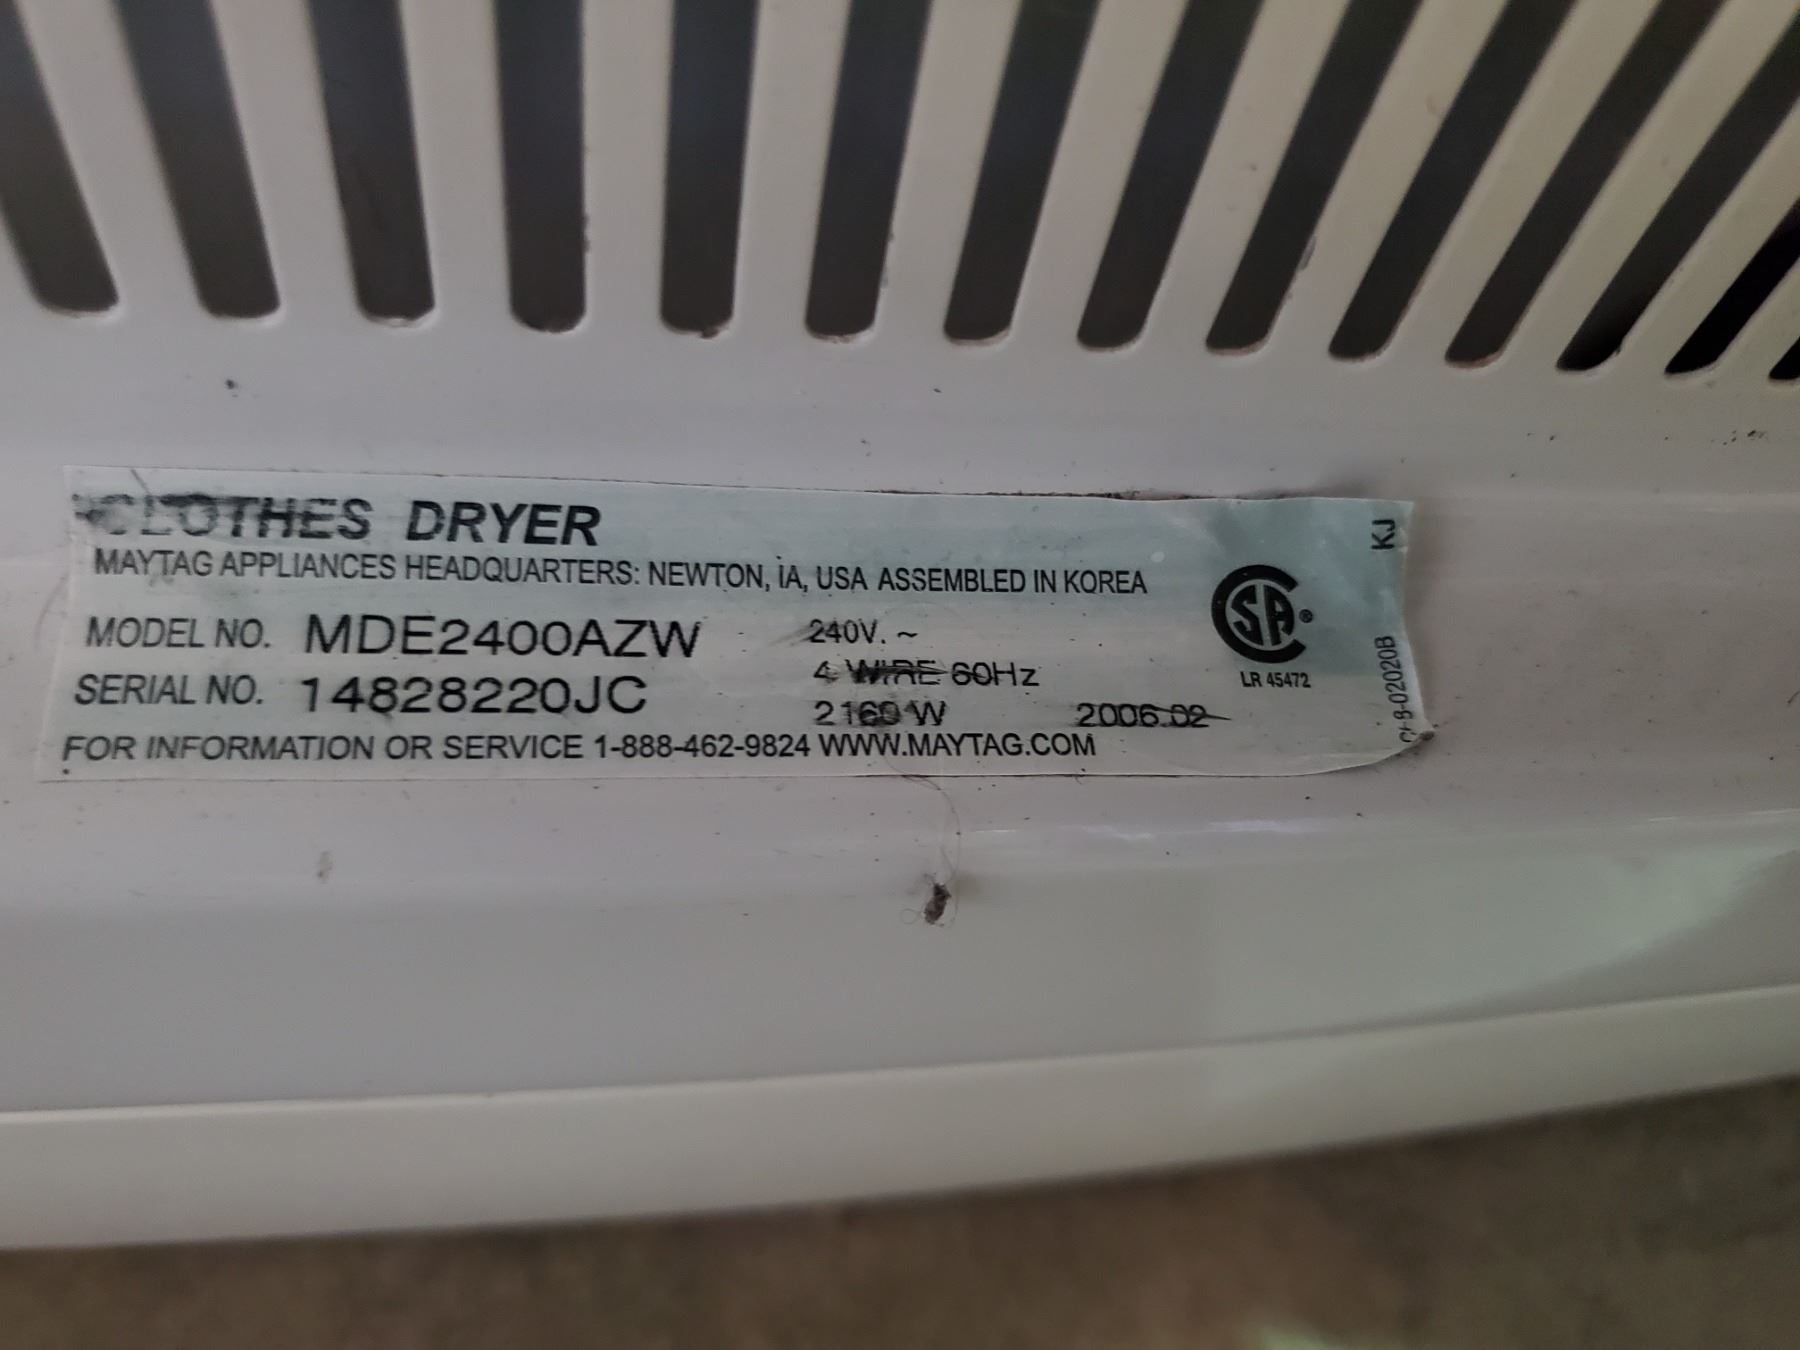 CLOTHES DRYER
MAYTAG APPLIANCES HEADQUARTERS: NEWTON, IA, USA ASSEMBLED IN KOREA
MODEL NO. MDE2400AZW 240V. ~
4 WIRE 60Hz
SERIAL NO. 14828220JC
2160 W 2006.02
FOR INFORMATION OR SERVICE 1-888-462-9824 WWW.MAYTAG.COM
SA ®
LR 45472
KJ